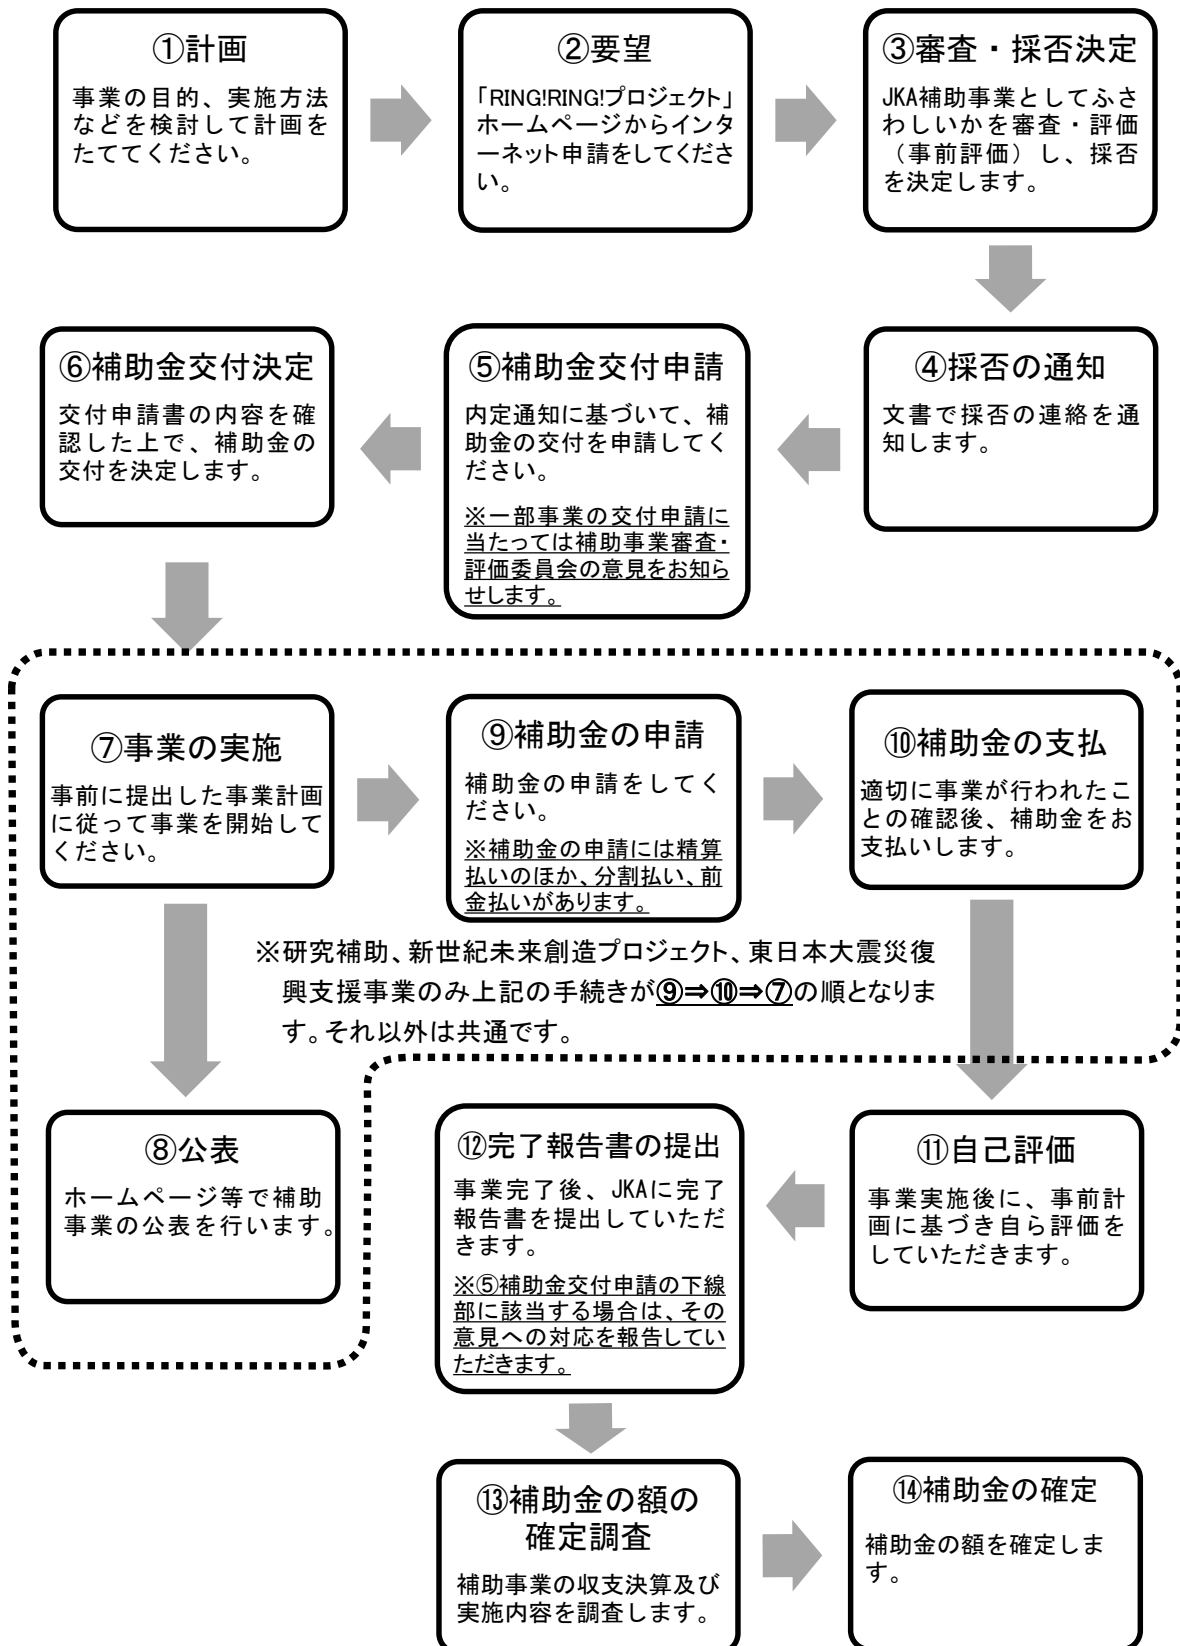 ①計画
事業の目的、実施方法
などを検討して計画を
たててください。
②要望
「RING!RING!プロジェクト」
ホームページからインタ
ーネット申請をしてくださ
い。
③審査・採否決定
JKA補助事業としてふさ
わしいかを審査・評価
（事前評価）し、採否
を決定します。
④採否の通知
文書で採否の連絡を通
知します。
⑤補助金交付申請
内定通知に基づいて、補
助金の交付を申請してく
ださい。
※一部事業の交付申請に
当たっては補助事業審査・
評価委員会の意見をお知ら
せします。
⑥補助金交付決定
交付申請書の内容を確
認した上で、補助金の
交付を決定します。
⑦事業の実施
事前に提出した事業計画
に従って事業を開始して
ください。
⑨補助金の申請
補助金の申請をしてく
ださい。
※補助金の申請には精算
払いのほか、分割払い、前
金払いがあります。
⑩補助金の支払
適切に事業が行われたこ
との確認後、補助金をお
支払いします。
※研究補助、新世紀未来創造プロジェクト、東日本大震災復
興支援事業のみ上記の手続きが⑨⇒⑩⇒⑦の順となりま
す。それ以外は共通です。
⑧公表
ホームページ等で補助
事業の公表を行います。
⑪自己評価
事業実施後に、事前計
画に基づき自ら評価を
していただきます。
⑫完了報告書の提出
事業完了後、JKAに完了
報告書を提出していただ
きます。
※⑤補助金交付申請の下線
部に該当する場合は、その
意見への対応を報告してい
ただきます。
⑬補助金の額の
確定調査
補助事業の収支決算及び
実施内容を調査します。
⑭補助金の確定
補助金の額を確定しま
す。